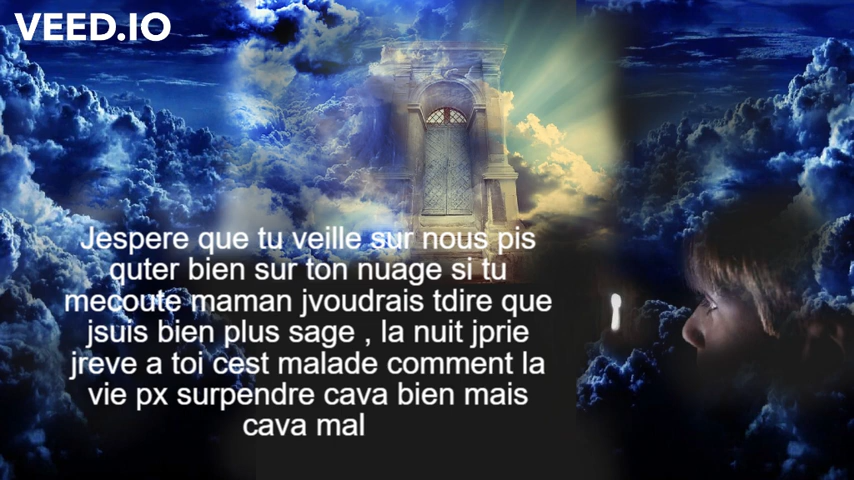 VEED.IO
Jespere que tu veille sur nous pis
quter bien sur ton nuage si tu
mecoute maman jvoudrais tdire que
jsuis bien plus sage , la nuit jprie
jreve a toi cest malade comment la
vie px surpendre cava bien mais
cava mal